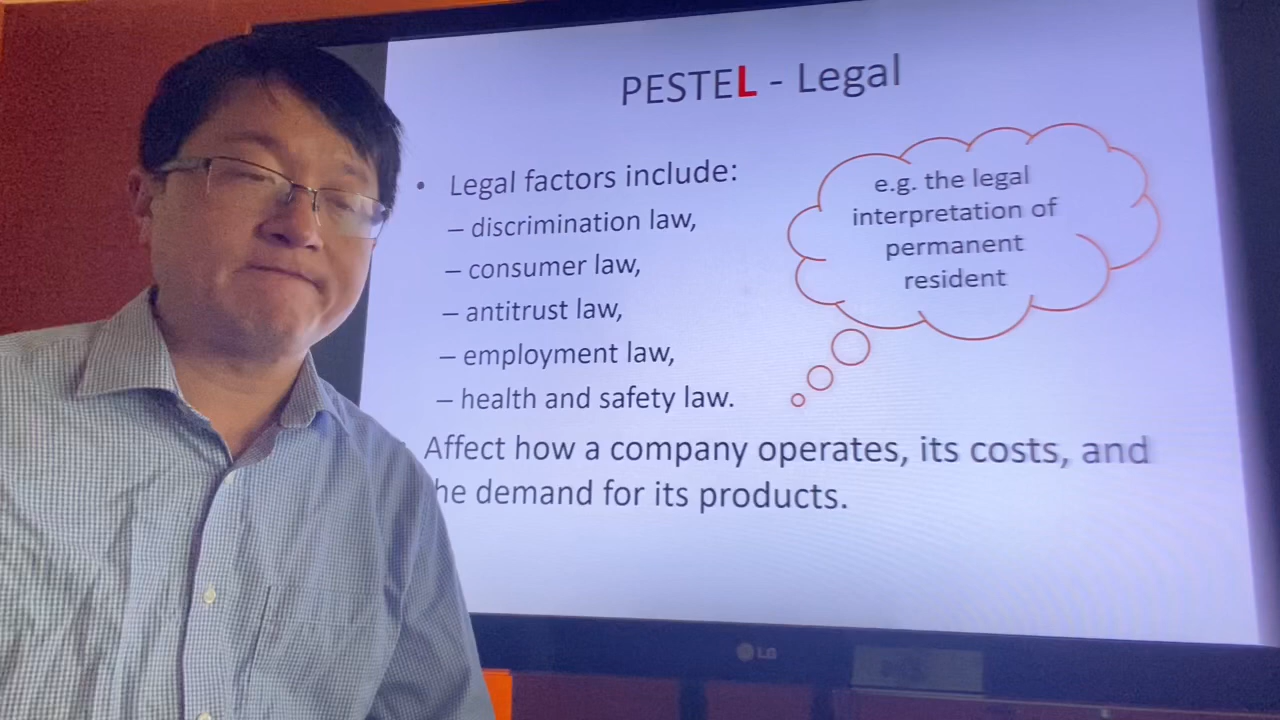 PESTEL - Legal
• Legal factors include:
– discrimination law,
– consumer law,
– antitrust law,
– employment law,
– health and safety law.
Affect how a company operates, its costs, and
he demand for its products.
e.g. the legal
interpretation of
permanent
resident
LG